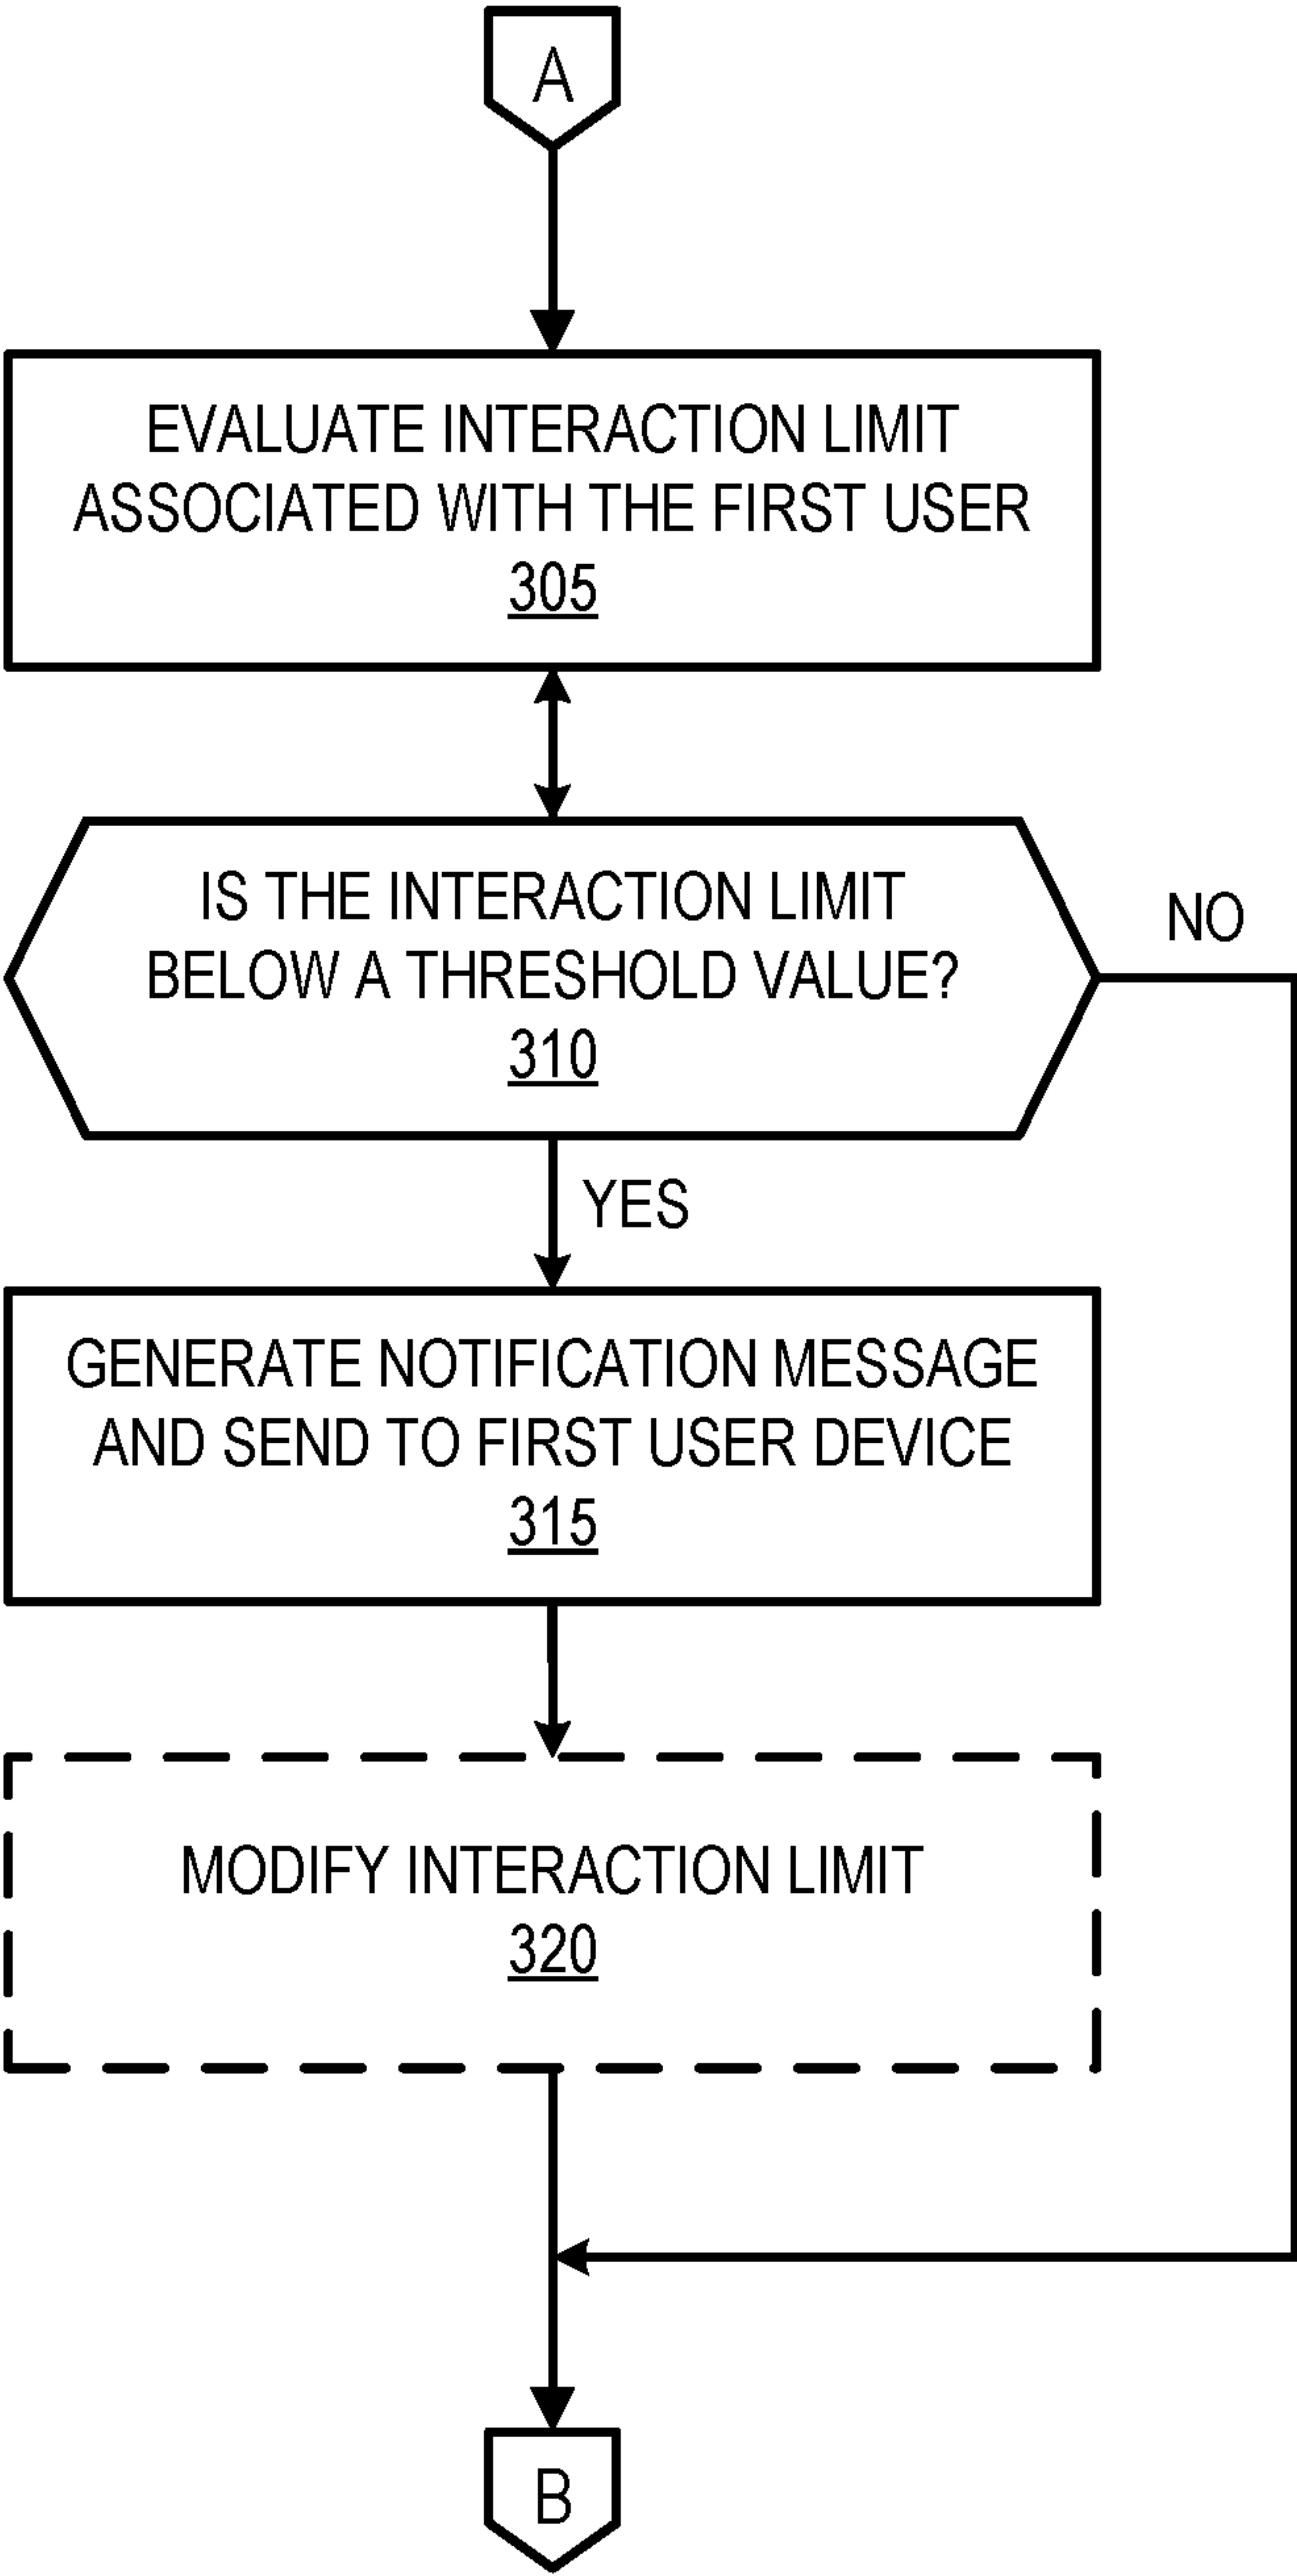 A
EVALUATE INTERACTION LIMIT
ASSOCIATED WITH THE FIRST USER
305
IS THE INTERACTION LIMIT
BELOW A THRESHOLD VALUE?
310
NO
YES
GENERATE NOTIFICATION MESSAGE
AND SEND TO FIRST USER DEVICE
315
MODIFY INTERACTION LIMIT
320
B